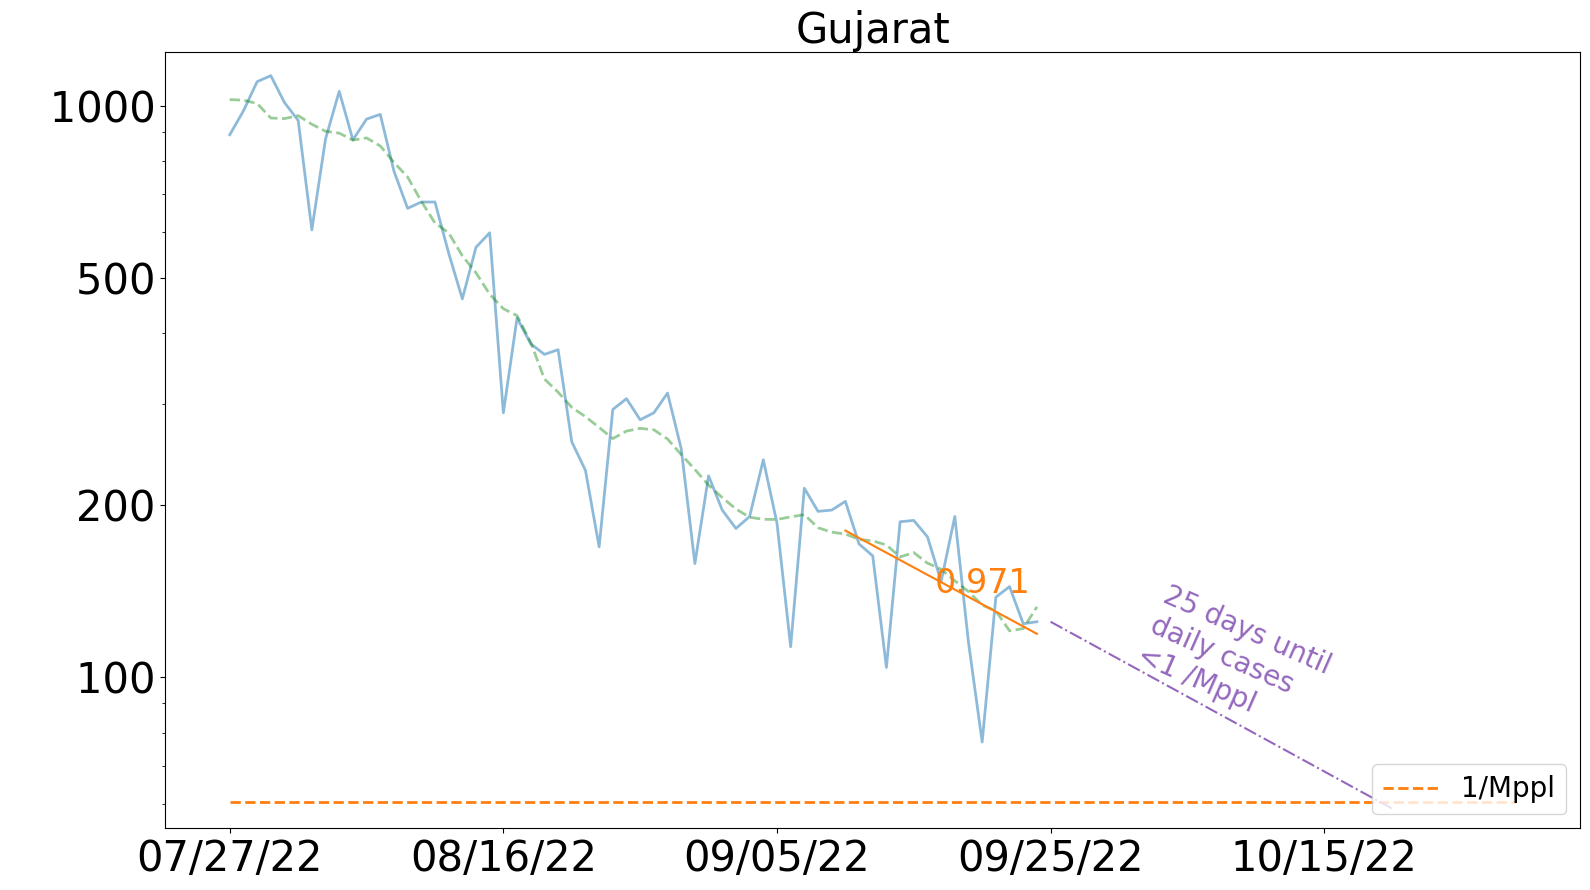 Gujarat
1000
500
200
100
0.971
25 days until
daily cases
<1 /Mppl
1/Mppl
07/27/22
08/16/22
09/05/22
09/25/22
10/15/22